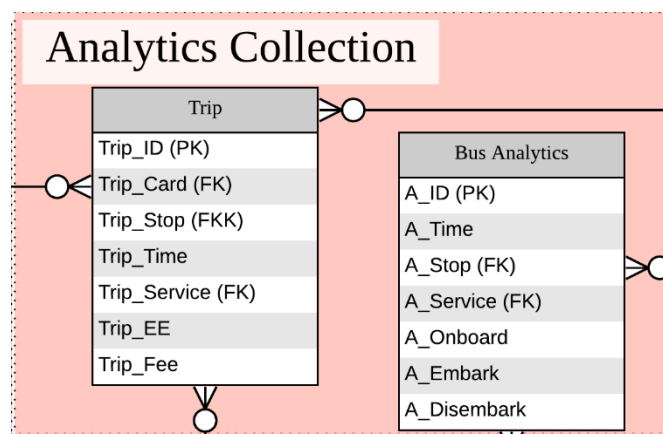 Analytics Collection
Trip
Trip_ID (PK)
Trip_Card (FK)
Trip_Stop (FKK)
Trip_Time
Trip_Service (FK)
Trip_EE
Trip_Fee
Bus Analytics
A_ID (PK)
A_Time
A_Stop (FK)
A_Service (FK)
A_Onboard
A_Embark
A_Disembark